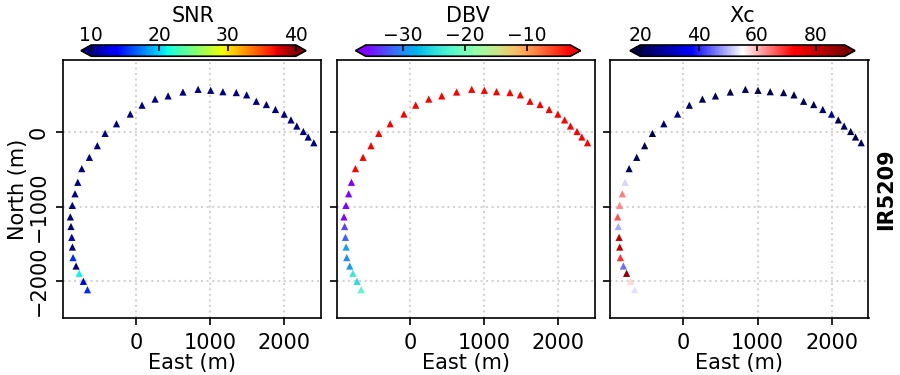 SNR DBV Xc
10 20 30 40 −30 −20 −10 20 40 60 80
North (m)
0
−1000
−2000
IR5209
0 1000 2000 0 1000 2000 0 1000 2000
East (m) East (m) East (m)